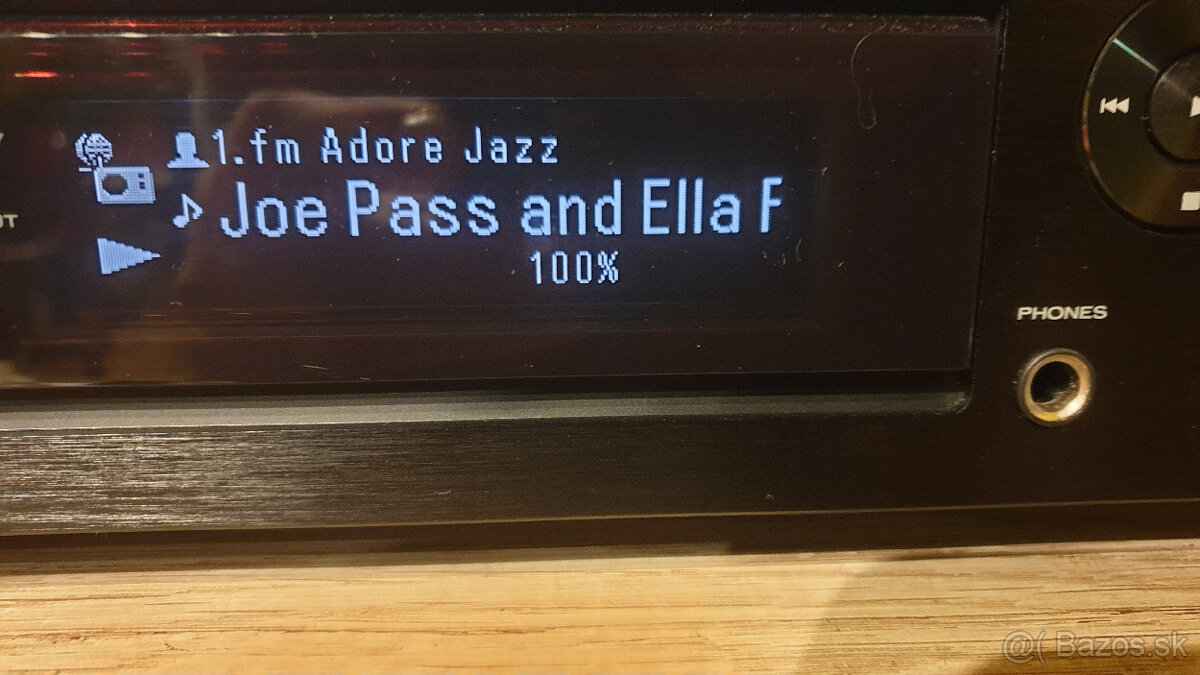 1.fm Adore Jazz
Joe Pass and Ella F
100%
PHONES
@( Bazos.sk